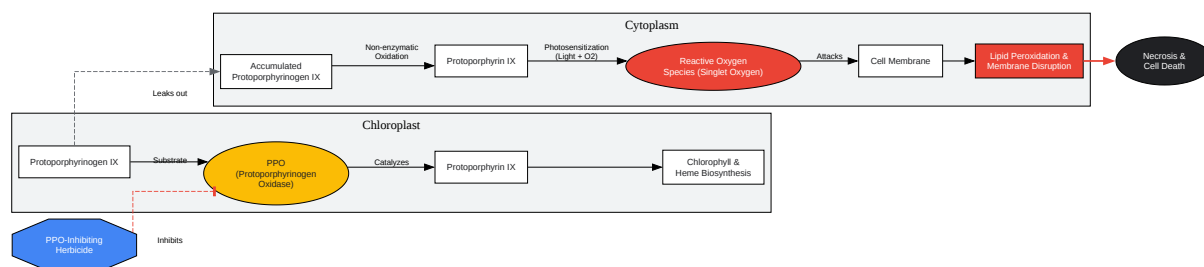 Cytoplasm
Accumulated
Protoporphyrinogen IX
Non-enzymatic
Oxidation
Protoporphyrin IX
Photosensitization
(Light + O2)
Reactive Oxygen
Species (Singlet Oxygen)
Attacks
Cell Membrane
Lipid Peroxidation &
Membrane Disruption
Necrosis &
Cell Death
Leaks out
Chloroplast
Protoporphyrinogen IX
Substrate
PPO
(Protoporphyrinogen
Oxidase)
Catalyzes
Protoporphyrin IX
Chlorophyll &
Heme Biosynthesis
PPO-Inhibiting
Herbicide
Inhibits